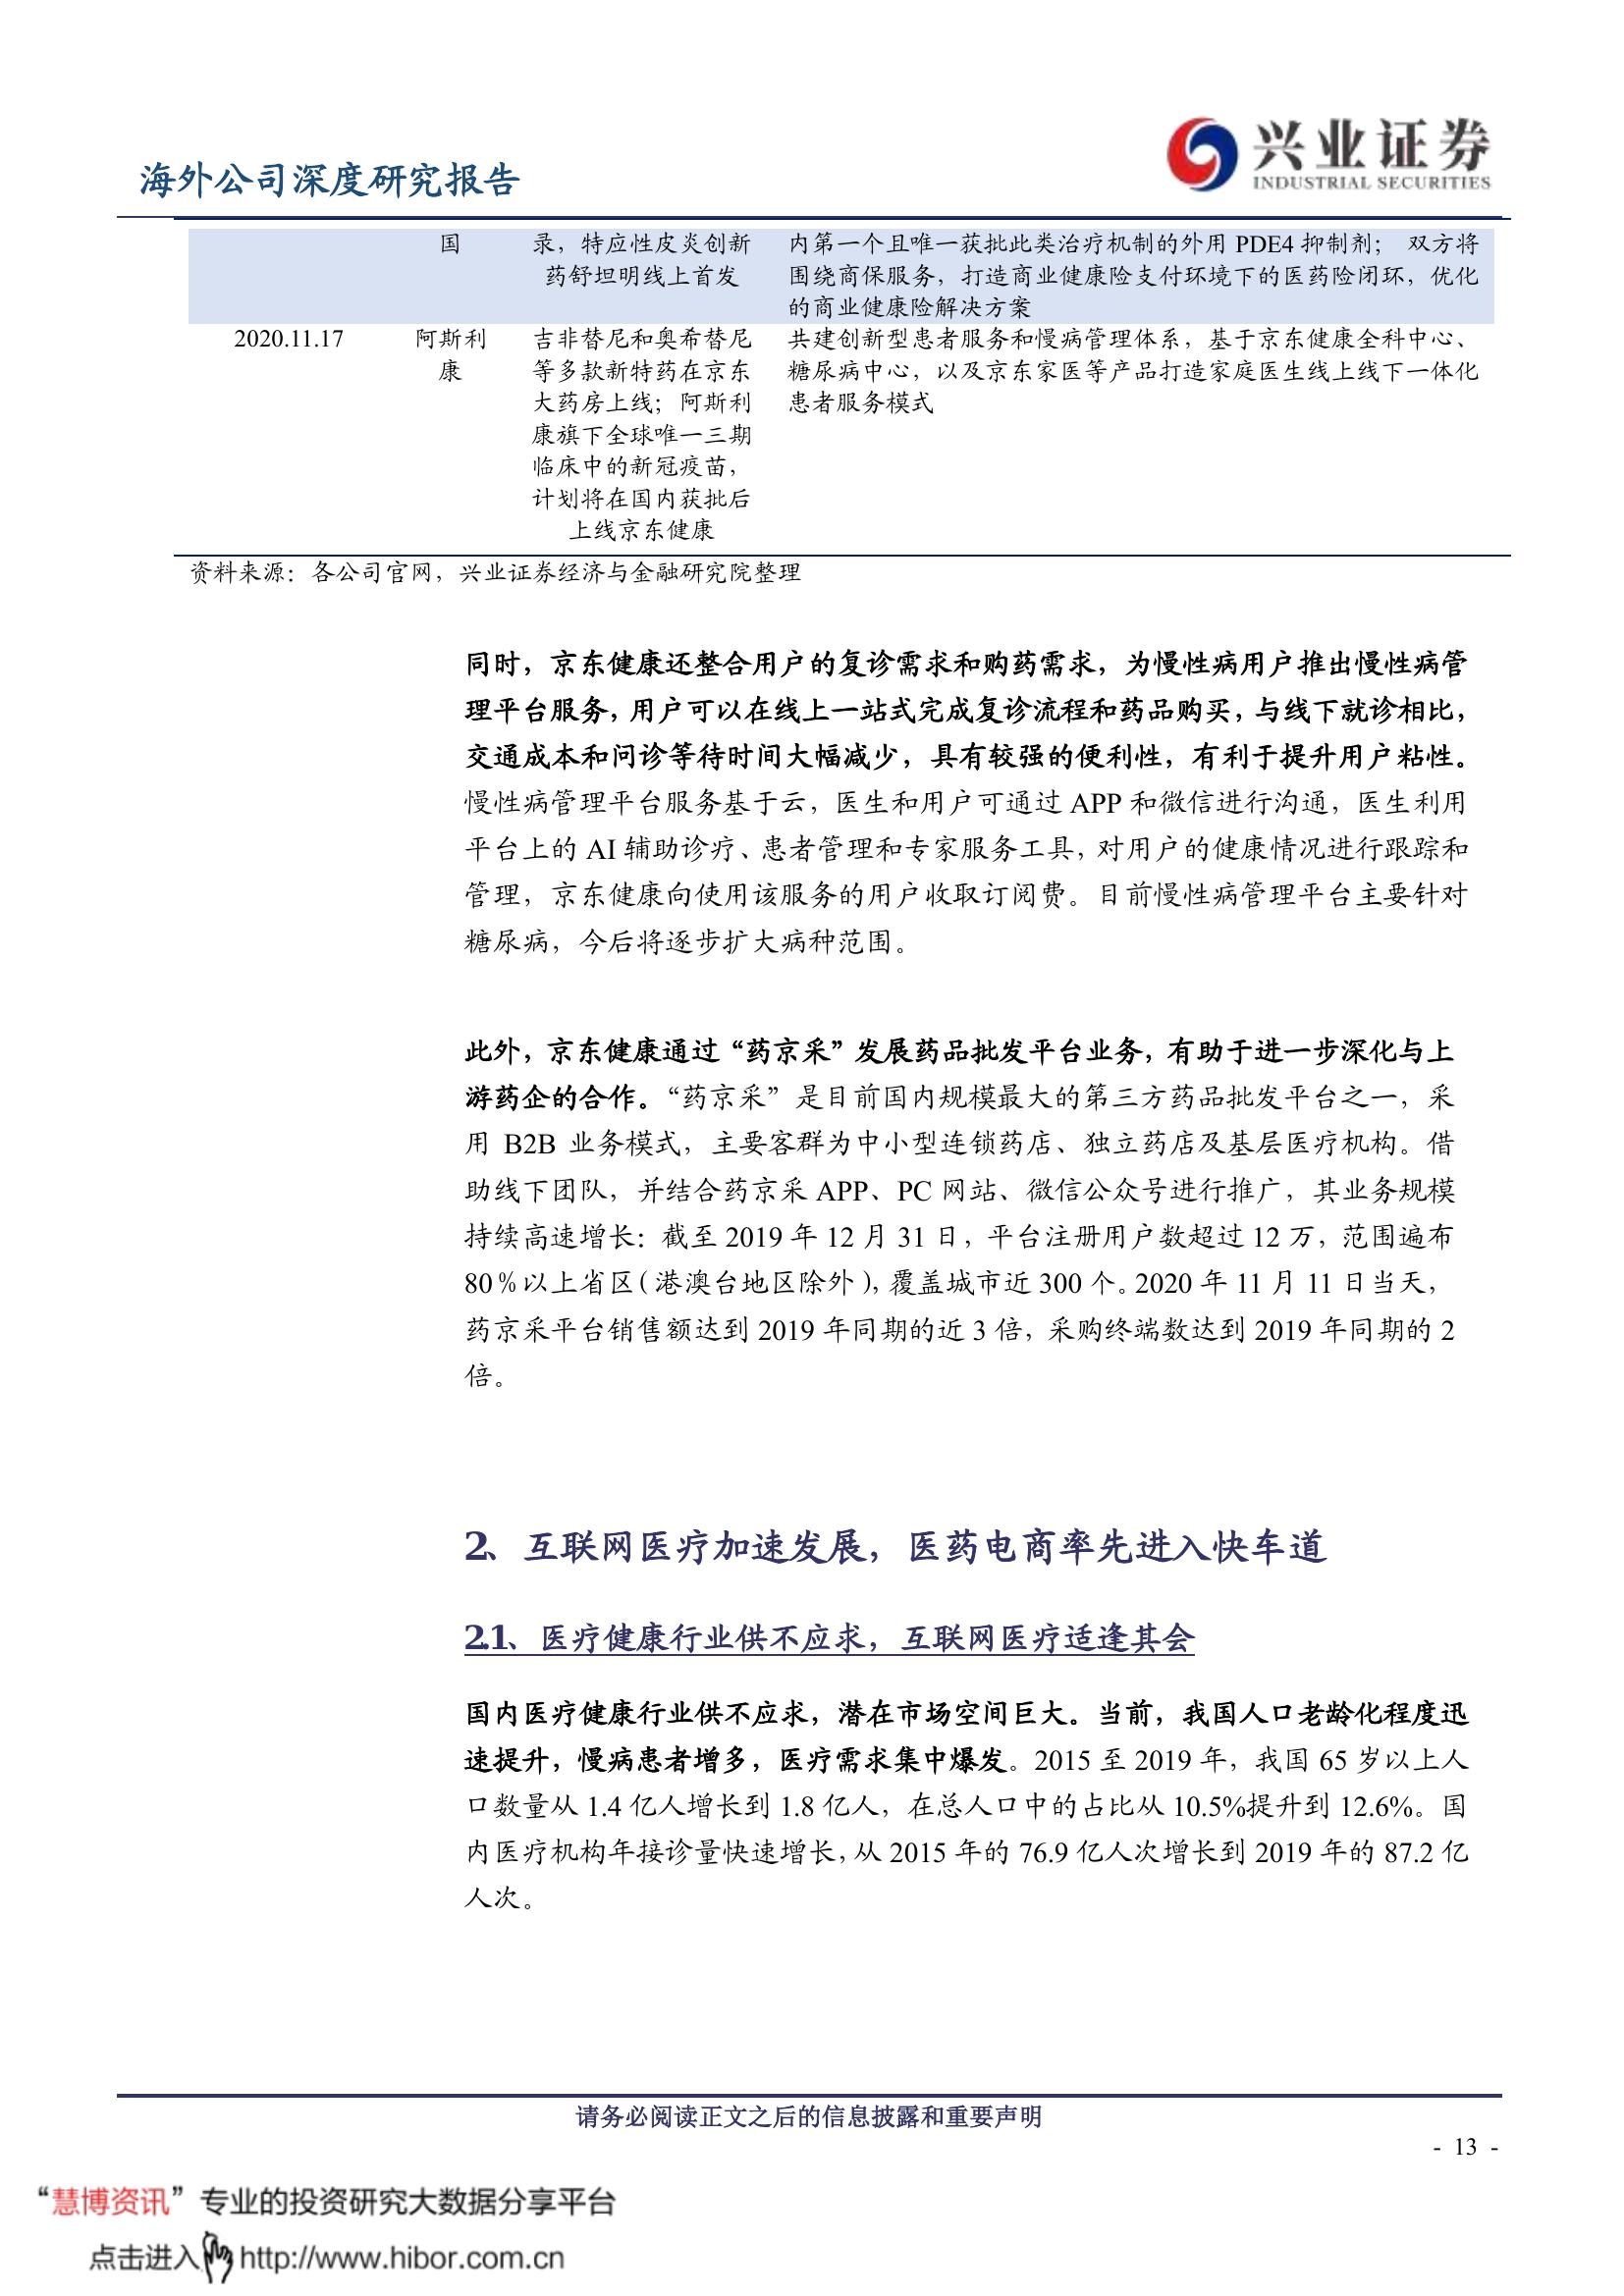 海外公司深度研究报告
兴业证券
INDUSTRIAL SECURITIES
国 录，特应性皮炎创新 内第一个且唯一获批此类治疗机制的外用 PDE4 抑制剂； 双方将
药舒坦明线上首发 围绕商保服务，打造商业健康险支付环境下的医药险闭环，优化
的商业健康险解决方案
2020.11.17 阿斯利 吉非替尼和奥希替尼 共建创新型患者服务和慢病管理体系，基于京东健康全科中心、
康 等多款新特药在京东 糖尿病中心，以及京东家医等产品打造家庭医生线上线下一体化
大药房上线；阿斯利 患者服务模式
康旗下全球唯一三期
临床中的新冠疫苗，
计划将在国内获批后
上线京东健康
资料来源：各公司官网，兴业证券经济与金融研究院整理
同时，京东健康还整合用户的复诊需求和购药需求，为慢性病用户推出慢性病管
理平台服务，用户可以在线上一站式完成复诊流程和药品购买，与线下就诊相比，
交通成本和问诊等待时间大幅减少，具有较强的便利性，有利于提升用户粘性。
慢性病管理平台服务基于云，医生和用户可通过 APP 和微信进行沟通，医生利用
平台上的 AI 辅助诊疗、患者管理和专家服务工具，对用户的健康情况进行跟踪和
管理，京东健康向使用该服务的用户收取订阅费。目前慢性病管理平台主要针对
糖尿病，今后将逐步扩大病种范围。
此外，京东健康通过“药京采”发展药品批发平台业务，有助于进一步深化与上
游药企的合作。“药京采”是目前国内规模最大的第三方药品批发平台之一，采
用 B2B 业务模式，主要客群为中小型连锁药店、独立药店及基层医疗机构。借
助线下团队，并结合药京采 APP、PC 网站、微信公众号进行推广，其业务规模
持续高速增长：截至 2019 年 12 月 31 日，平台注册用户数超过 12 万，范围遍布
80％以上省区（港澳台地区除外），覆盖城市近 300 个。2020 年 11 月 11 日当天，
药京采平台销售额达到 2019 年同期的近 3 倍，采购终端数达到 2019 年同期的 2
倍。
2、互联网医疗加速发展，医药电商率先进入快车道
2.1、医疗健康行业供不应求，互联网医疗适逢其会
国内医疗健康行业供不应求，潜在市场空间巨大。当前，我国人口老龄化程度迅
速提升，慢病患者增多，医疗需求集中爆发。2015 至 2019 年，我国 65 岁以上人
口数量从 1.4 亿人增长到 1.8 亿人，在总人口中的占比从 10.5%提升到 12.6%。国
内医疗机构年接诊量快速增长，从 2015 年的 76.9 亿人次增长到 2019 年的 87.2 亿
人次。
请务必阅读正文之后的信息披露和重要声明
- 13 -
“慧博资讯”专业的投资研究大数据分享平台
点击进入 http://www.hibor.com.cn